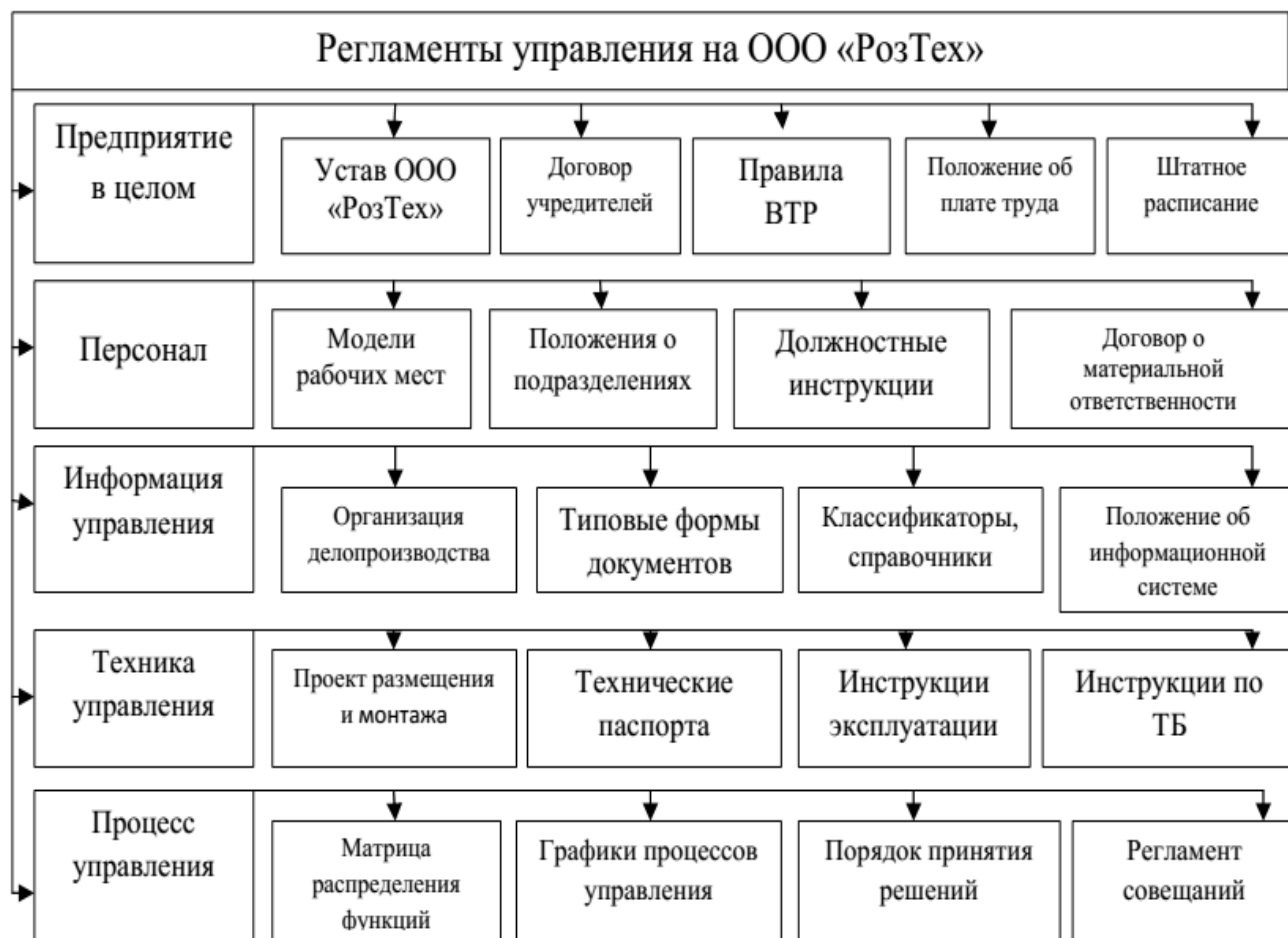 Регламенты управления на ООО «РозТех»
Предприятие
в целом
Устав ООО
«РозТех»
Договор
учредителей
Правила
ВТР
Положение об
плате труда
Штатное
расписание
Персонал
Модели
рабочих мест
Положения о
подразделениях
Должностные
инструкции
Договор о
материальной
ответственности
Информация
управления
Организация
делопроизводства
Типовые формы
документов
Классификаторы,
справочники
Положение об
информационной
системе
Техника
управления
Проект размещения
и монтажа
Технические
паспорта
Инструкции
эксплуатации
Инструкции по
ТБ
Процесс
управления
Матрица
распределения
функций
Графики процессов
управления
Порядок принятия
решений
Регламент
совещаний